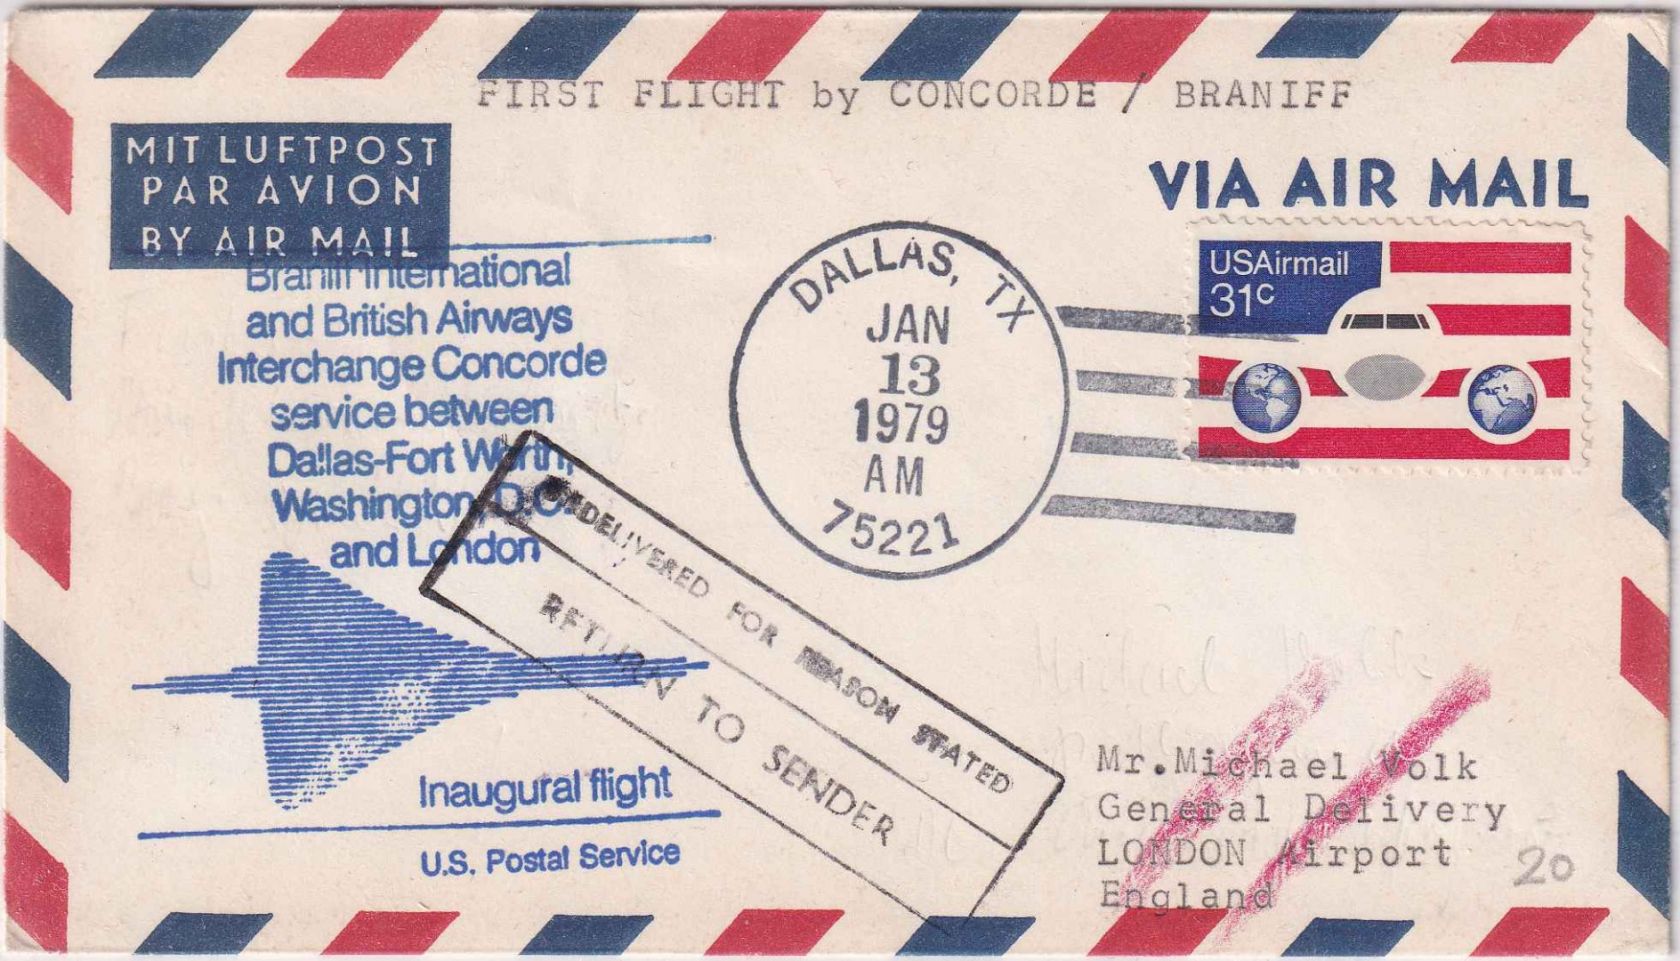 FIRST FLIGHT by CONCORDE / BRANIFF
MIT LUFTPOST
PAR AVION
BY AIR MAIL
VIA AIR MAIL
USAirmail
31c
Braniff International
and British Airways
Interchange Concorde
service between
Dallas-Fort Worth,
Washington, D.C.
and London
Inaugural flight
U.S. Postal Service
DALLAS, TX
JAN
13
1979
AM
75221
UNDELIVERED FOR REASON STATED
RETURN TO SENDER
Mr.Michael Volk
General Delivery
LONDON Airport
England
20